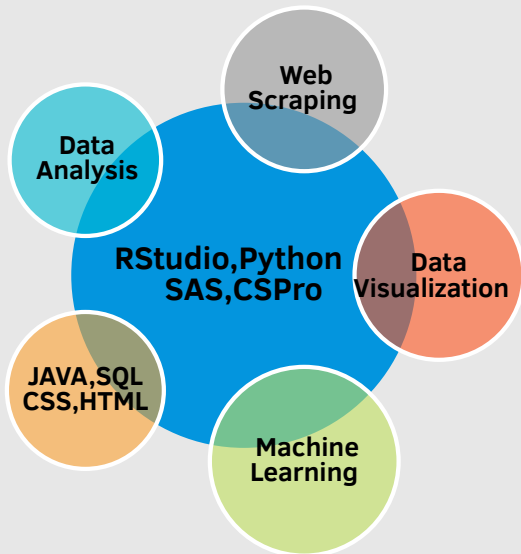 Web
Scraping
Data
Analysis
RStudio,Python
SAS,CSPro
Data
Visualization
JAVA,SQL
CSS,HTML
Machine
Learning